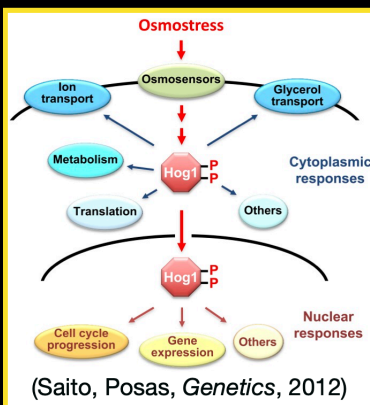 Osmostress
Ion
transport
Osmosensors
Glycerol
transport
Metabolism
Hog1
P
P
Cytoplasmic
responses
Translation
Others
Hog1
P
P
Nuclear
responses
Cell cycle
progression
Gene
expression
Others
(Saito, Posas, Genetics, 2012)